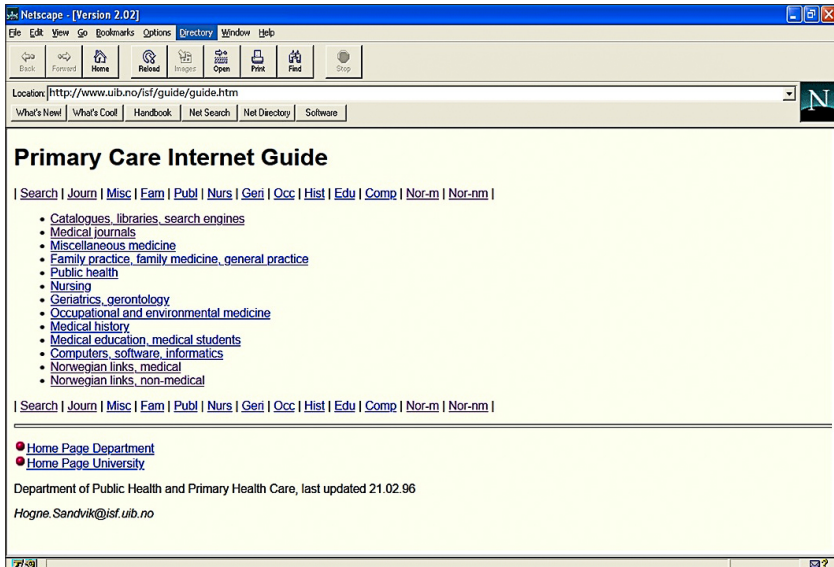 Netscape - [Version 2.02]
File Edit View Go Bookmarks Options Directory Window Help
Back Forward Home Reload Images Open Print Find Stop
Location: http://www.uib.no/isf/guide/guide.htm
N
What's New! What's Cool! Handbook Net Search Net Directory Software
Primary Care Internet Guide
| Search | Journ | Misc | Fam | Publ | Nurs | Geri | Occ | Hist | Edu | Comp | Nor-m | Nor-nm |
• Catalogues, libraries, search engines
• Medical journals
• Miscellaneous medicine
• Family practice, family medicine, general practice
• Public health
• Nursing
• Geriatrics, gerontology
• Occupational and environmental medicine
• Medical history
• Medical education, medical students
• Computers, software, informatics
• Norwegian links, medical
• Norwegian links, non-medical
| Search | Journ | Misc | Fam | Publ | Nurs | Geri | Occ | Hist | Edu | Comp | Nor-m | Nor-nm |
Home Page Department
Home Page University
Department of Public Health and Primary Health Care, last updated 21.02.96
Hogne.Sandvik@isf.uib.no